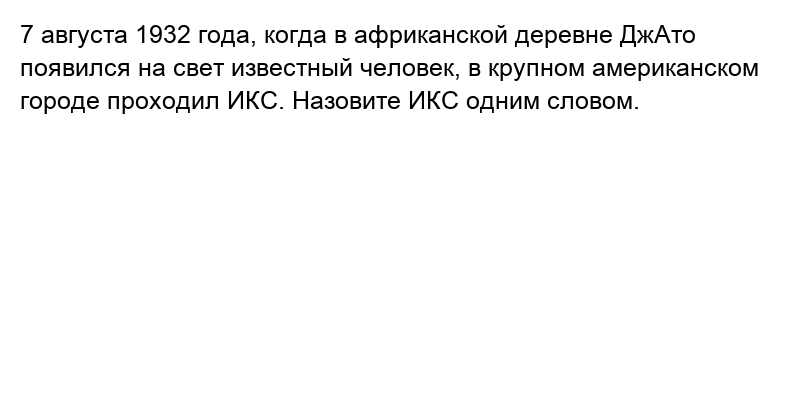 7 августа 1932 года, когда в африканской деревне ДжАто
появился на свет известный человек, в крупном американском
городе проходил ИКС. Назовите ИКС одним словом.